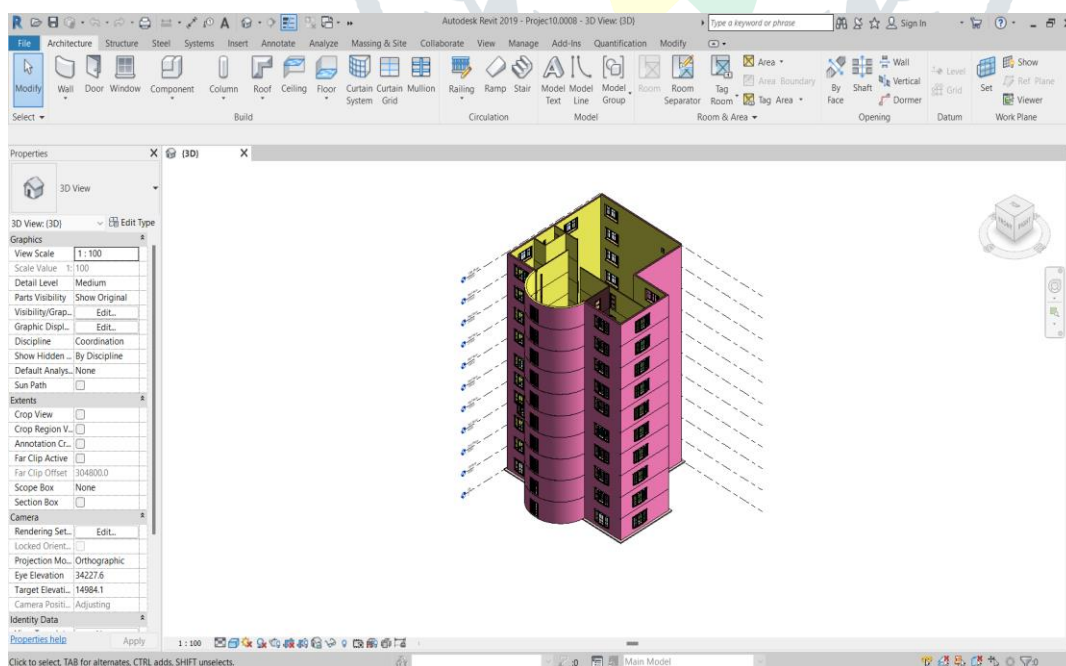 Autodesk Revit 2019 - Projec10.0008 - 3D View: {3D}
Type a keyword or phrase
Sign In
File Architecture Structure Steel Systems Insert Annotate Analyze Massing & Site Collaborate View Manage Add-Ins Quantification Modify
Modify Wall Door Window Component Column Roof Ceiling Floor Curtain System Curtain Grid Mullion Railing Ramp Stair Model Text Model Line Model Group Room Room Separator Tag Room
Area
Area Boundary
Tag Area
By Face Shaft
Wall
Vertical
Dormer
Level
Grid
Set
Show
Ref Plane
Viewer
Select Build Circulation Model Room & Area Opening Datum Work Plane
Properties X
{3D} X
3D View
3D View: {3D} Edit Type
Graphics
View Scale 1 : 100
Scale Value 1: 100
Detail Level Medium
Parts Visibility Show Original
Visibility/Grap... Edit...
Graphic Displ... Edit...
Discipline Coordination
Show Hidden ... By Discipline
Default Analys... None
Sun Path
Extents
Crop View
Crop Region V...
Annotation Cr...
Far Clip Active
Far Clip Offset 304800.0
Scope Box None
Section Box
Camera
Rendering Set... Edit...
Locked Orient...
Projection Mo... Orthographic
Eye Elevation 34227.6
Target Elevati... 14984.1
Camera Positi... Adjusting
Identity Data
Properties help Apply
1 : 100
Click to select, TAB for alternates, CTRL adds, SHIFT unselects.
:0
Main Model
:0